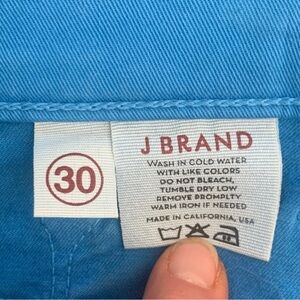 30
J BRAND
WASH IN COLD WATER
WITH LIKE COLORS
DO NOT BLEACH,
TUMBLE DRY LOW
REMOVE PROMPTLY
WARM IRON IF NEEDED
MADE IN CALIFORNIA, USA